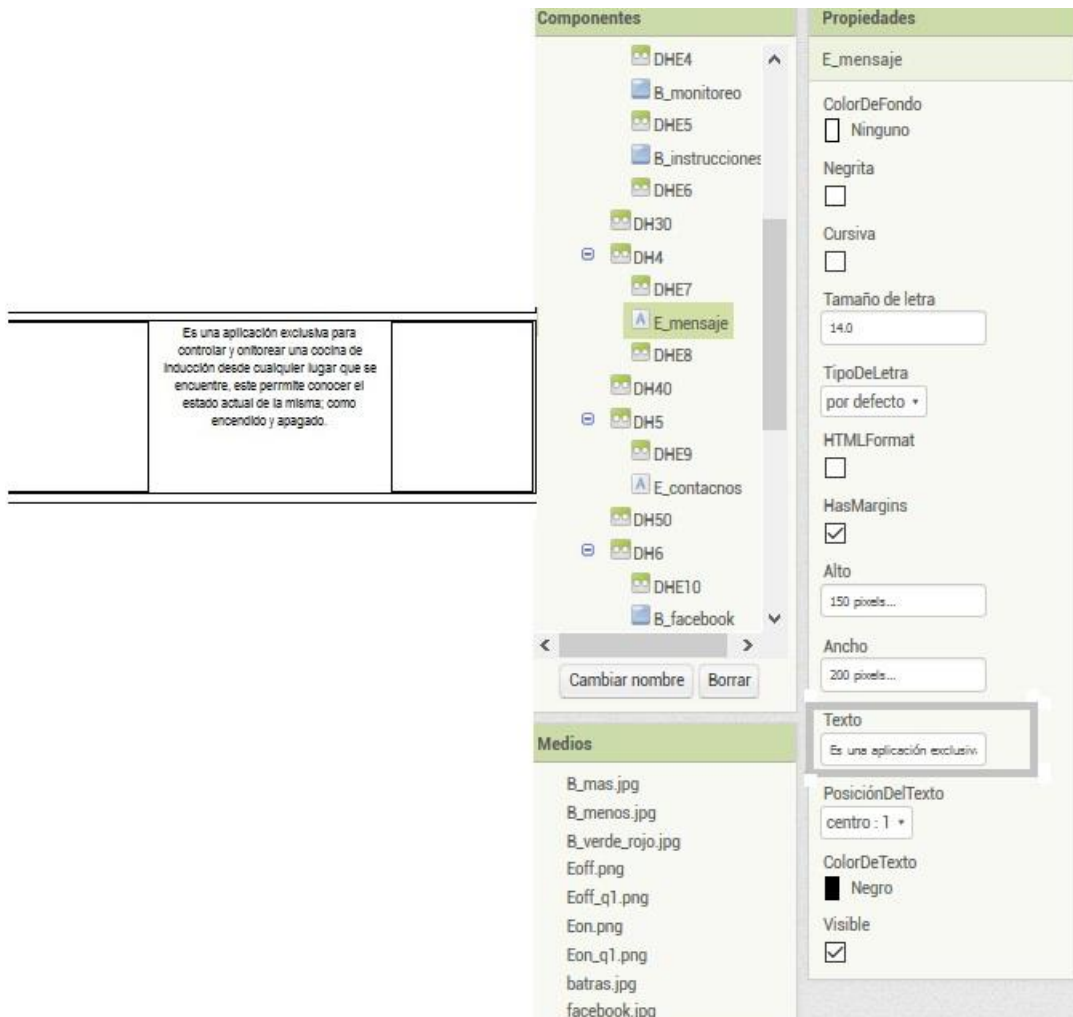 Es una aplicación exclusiva para
controlar y onitorear una cocina de
inducción desde cualquier lugar que se
encuentre, este perrmite conocer el
estado actual de la misma; como
encendido y apagado.
Componentes
DHE4
B_monitoreo
DHE5
B_instrucciones
DHE6
DH30
DH4
DHE7
A E_mensaje
DHE8
DH40
DH5
DHE9
A E_contacnos
DH50
DH6
DHE10
B_facebook
Cambiar nombre Borrar
Medios
B_mas.jpg
B_menos.jpg
B_verde_rojo.jpg
Eoff.png
Eoff_q1.png
Eon.png
Eon_q1.png
batras.jpg
facebook.jpg
Propiedades
E_mensaje
ColorDeFondo
Ninguno
Negrita
Cursiva
Tamaño de letra
14.0
TipoDeLetra
por defecto
HTMLFormat
HasMargins
Alto
150 pixels...
Ancho
200 pixels...
Texto
Es una aplicación exclusiv
PosiciónDelTexto
centro : 1
ColorDeTexto
Negro
Visible